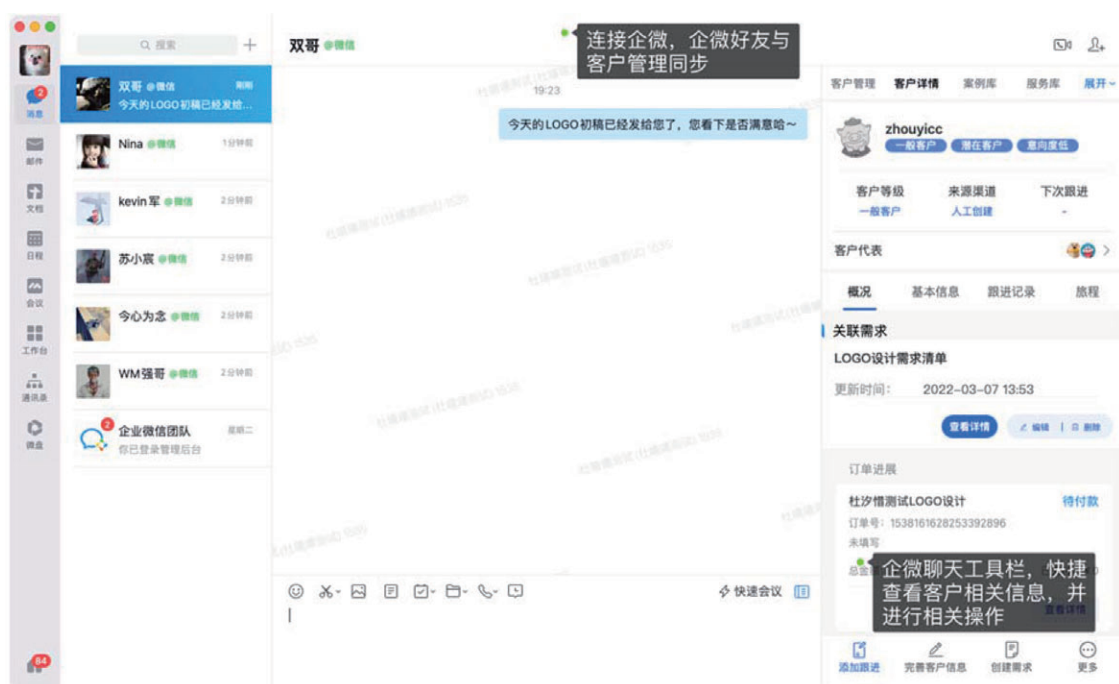 搜索
双哥 @微信
连接企微，企微好友与
客户管理同步
消息
邮件
文档
日程
会议
工作台
通讯录
微盘
84
2
双哥 @微信 刚刚
今天的LOGO初稿已经发给...
Nina @微信 1分钟前
kevin军 @微信 2分钟前
苏小宸 @微信 2分钟前
今心为念 @微信 2分钟前
WM强哥 @微信 2分钟前
2
企业微信团队 星期二
你已登录管理后台
19:23
今天的LOGO初稿已经发给您了，您看下是否满意哈～
快速会议
客户管理 客户详情 案例库 服务库 展开
zhouyicc
一般客户 潜在客户 意向度低
客户等级 来源渠道 下次跟进
一般客户 人工创建 -
客户代表
概况 基本信息 跟进记录 旅程
关联需求
LOGO设计需求清单
更新时间： 2022-03-07 13:53
查看详情 编辑 | 删除
订单进展
杜汐惜测试LOGO设计 待付款
订单号：1538161628253392896
未填写
企微聊天工具栏，快捷
查看客户相关信息，并
进行相关操作
查看详情
添加跟进 完善客户信息 创建需求 更多